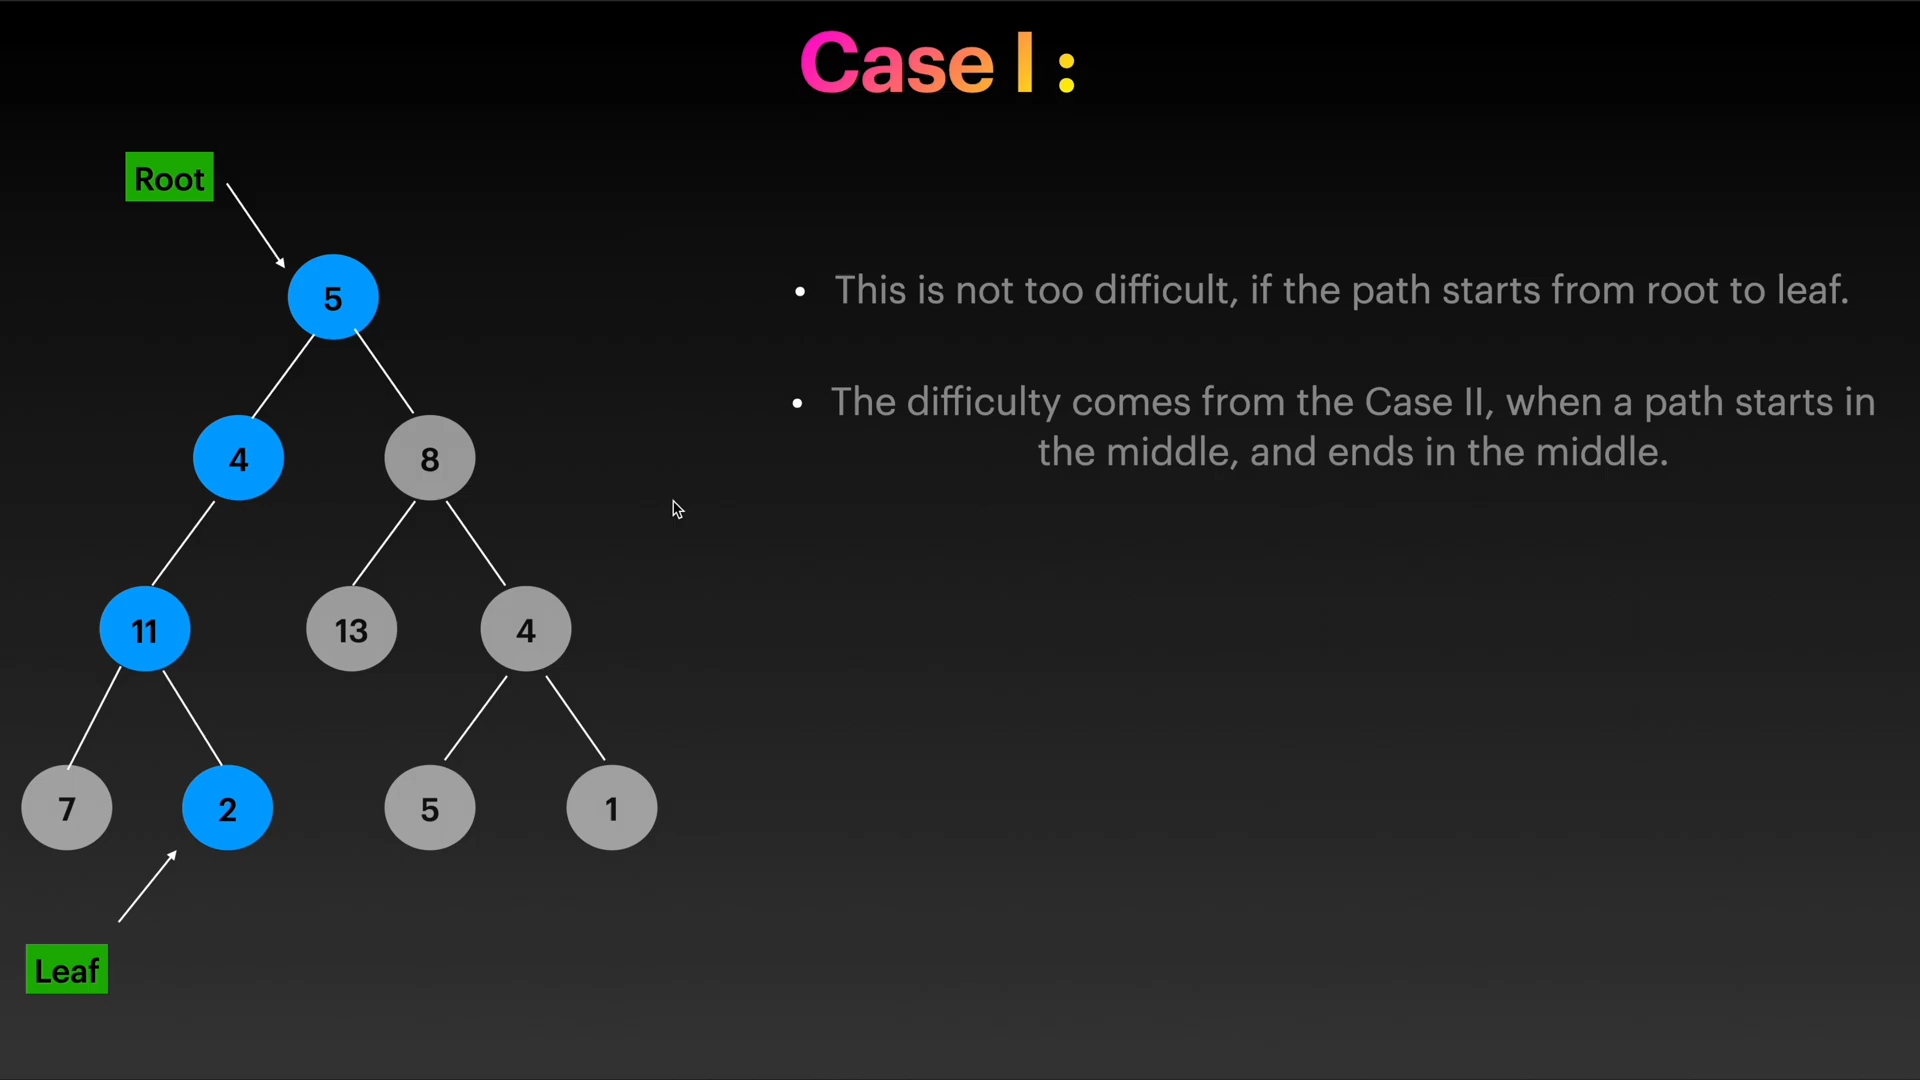 Case I :
Root
5
• This is not too difficult, if the path starts from root to leaf.
• The difficulty comes from the Case II, when a path starts in
the middle, and ends in the middle.
4 8
11 13 4
7 2 5 1
Leaf